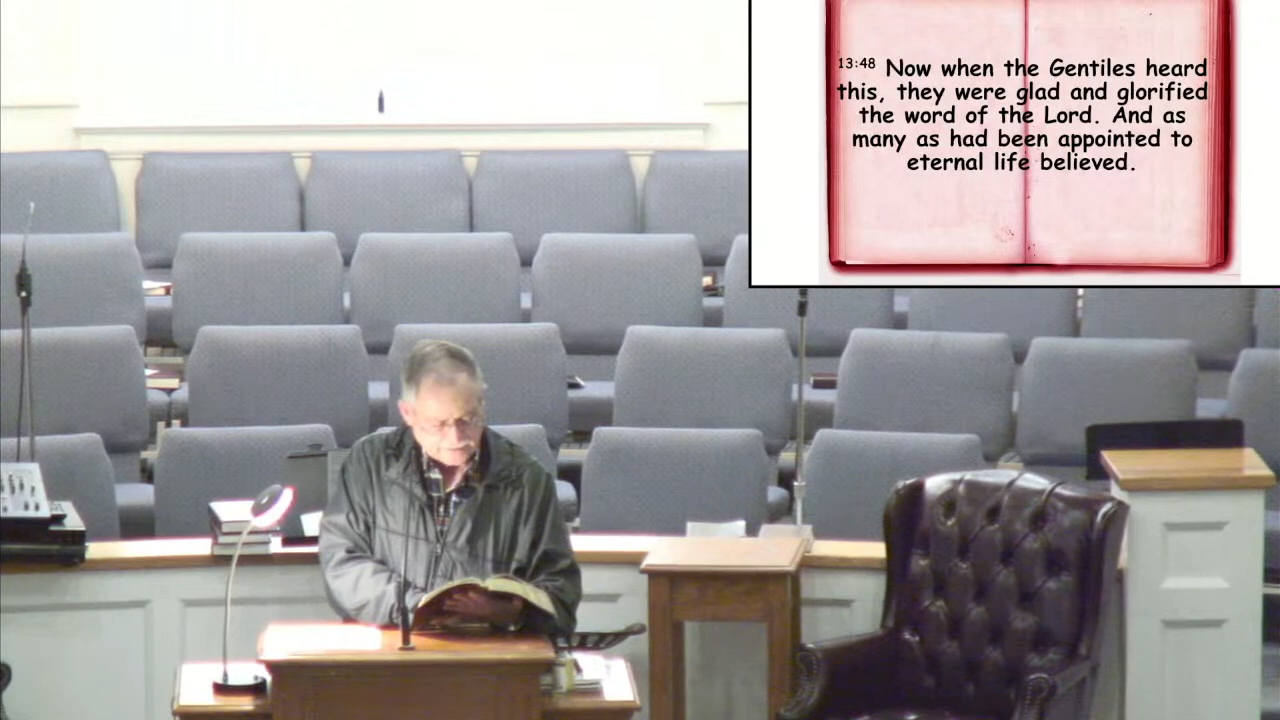 13:48 Now when the Gentiles heard
this, they were glad and glorified
the word of the Lord. And as
many as had been appointed to
eternal life believed.